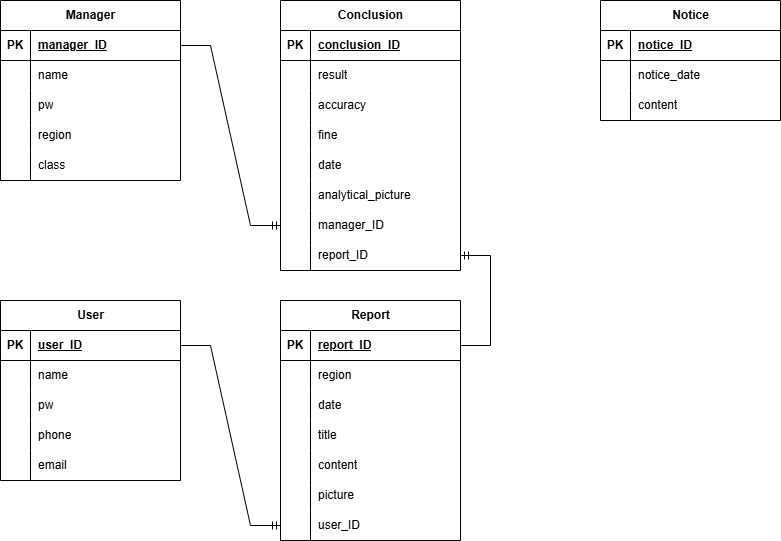 Manager
PK manager_ID
name
pw
region
class
Conclusion
PK conclusion_ID
result
accuracy
fine
date
analytical_picture
manager_ID
report_ID
Notice
PK notice_ID
notice_date
content
User
PK user_ID
name
pw
phone
email
Report
PK report_ID
region
date
title
content
picture
user_ID